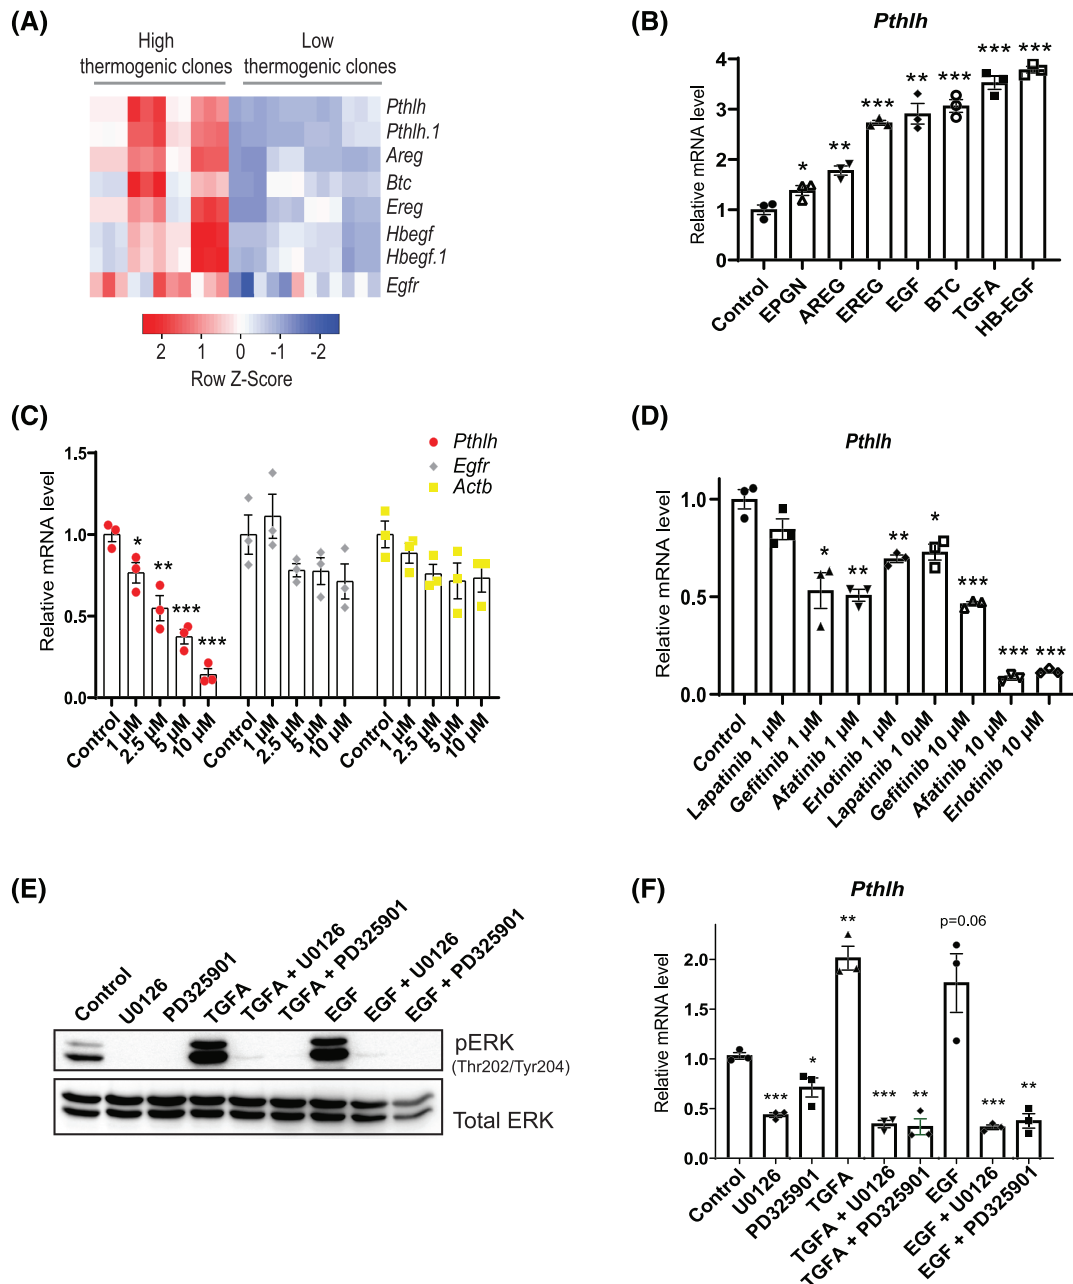 (A)
High
thermogenic clones
Low
thermogenic clones
Pthlh
Pthlh.1
Areg
Btc
Ereg
Hbegf
Hbegf.1
Egfr
2 1 0 -1 -2
Row Z-Score
(B)
Pthlh
Relative mRNA level
4
3
2
1
0
* ** *** ** *** *** ***
Control
EPGN
AREG
EREG
EGF
BTC
TGFA
HB-EGF
(C)
Pthlh
Egfr
Actb
Relative mRNA level
1.5
1.0
0.5
0.0
* ** *** ***
Control
1 µM
2.5 µM
5 µM
10 µM
Control
1 µM
2.5 µM
5 µM
10 µM
Control
1 µM
2.5 µM
5 µM
10 µM
(D)
Pthlh
Relative mRNA level
1.0
0.5
0.0
* ** ** * *** *** ***
Control
Lapatinib 1 µM
Gefitinib 1 µM
Afatinib 1 µM
Erlotinib 1 µM
Lapatinib 1 0µM
Gefitinib 10 µM
Afatinib 10 µM
Erlotinib 10 µM
(E)
Control
U0126
PD325901
TGFA
TGFA + U0126
TGFA + PD325901
EGF
EGF + U0126
EGF + PD325901
pERK
(Thr202/Tyr204)
Total ERK
(F)
Pthlh
Relative mRNA level
2.0
1.5
1.0
0.5
0.0
*** * ** *** ** p=0.06 *** **
Control
U0126
PD325901
TGFA
TGFA + U0126
TGFA + PD325901
EGF
EGF + U0126
EGF + PD325901